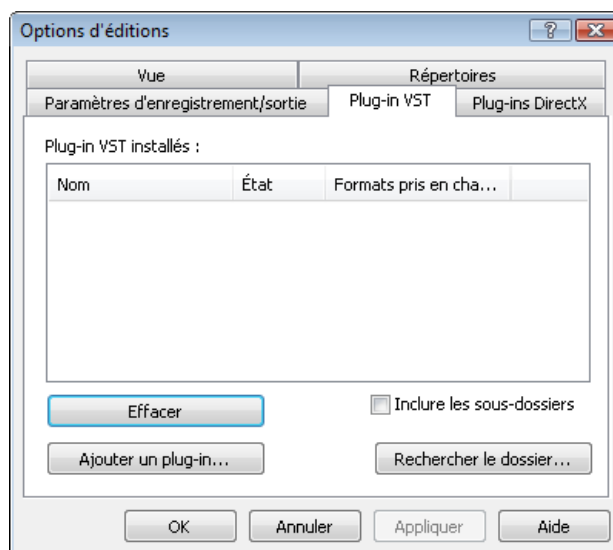 Options d'éditions
Vue Répertoires
Paramètres d'enregistrement/sortie Plug-in VST Plug-ins DirectX
Plug-in VST installés :
Nom État Formats pris en cha...
Effacer Inclure les sous-dossiers
Ajouter un plug-in... Rechercher le dossier...
OK Annuler Appliquer Aide